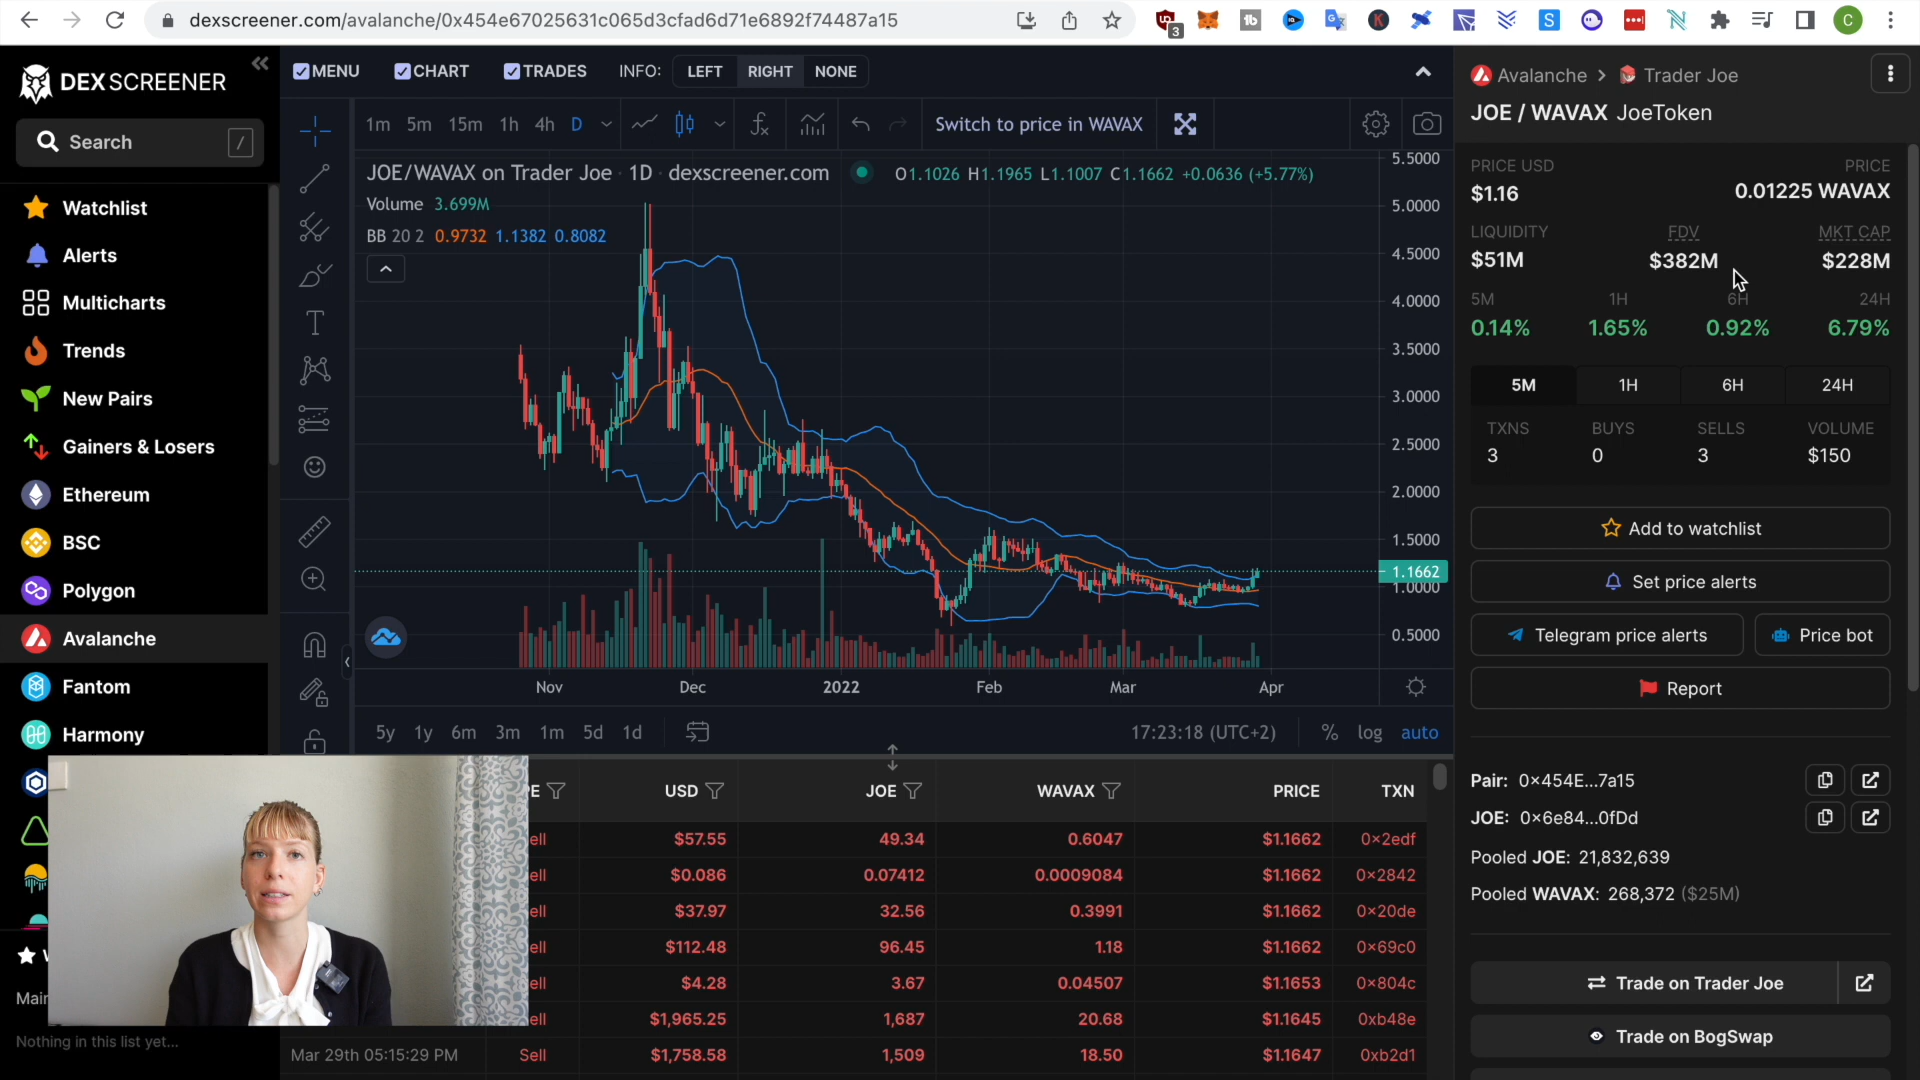 dexscreener.com/avalanche/0x454e67025631c065d3cfad6d71e6892f74487a15
3
C
DEX SCREENER
Search /
Watchlist
Alerts
Multicharts
Trends
New Pairs
Gainers & Losers
Ethereum
BSC
Polygon
Avalanche
Fantom
Harmony
Nothing in this list yet...
MENU CHART TRADES INFO: LEFT RIGHT NONE
1m 5m 15m 1h 4h D Switch to price in WAVAX
JOE/WAVAX on Trader Joe · 1D · dexscreener.com O1.1026 H1.1965 L1.1007 C1.1662 +0.0636 (+5.77%)
Volume 3.699M
BB 20 2 0.9732 1.1382 0.8082
5.5000
5.0000
4.5000
4.0000
3.5000
3.0000
2.5000
2.0000
1.5000
1.1662
1.0000
0.5000
Nov Dec 2022 Feb Mar Apr
5y 1y 6m 3m 1m 5d 1d 17:23:18 (UTC+2) % log auto
PE USD JOE WAVAX PRICE TXN
ell $57.55 49.34 0.6047 $1.1662 0x2edf
ell $0.086 0.07412 0.0009084 $1.1662 0x2842
ell $37.97 32.56 0.3991 $1.1662 0x20de
ell $112.48 96.45 1.18 $1.1662 0x69c0
ell $4.28 3.67 0.04507 $1.1653 0x804c
ell $1,965.25 1,687 20.68 $1.1645 0xb48e
Mar 29th 05:15:29 PM Sell $1,758.58 1,509 18.50 $1.1647 0xb2d1
Avalanche > Trader Joe
JOE / WAVAX JoeToken
PRICE USD PRICE
$1.16 0.01225 WAVAX
LIQUIDITY FDV MKT CAP
$51M $382M $228M
5M 1H 6H 24H
0.14% 1.65% 0.92% 6.79%
5M 1H 6H 24H
TXNS BUYS SELLS VOLUME
3 0 3 $150
Add to watchlist
Set price alerts
Telegram price alerts Price bot
Report
Pair: 0x454E...7a15
JOE: 0x6e84...0fDd
Pooled JOE: 21,832,639
Pooled WAVAX: 268,372 ($25M)
Trade on Trader Joe
Trade on BogSwap